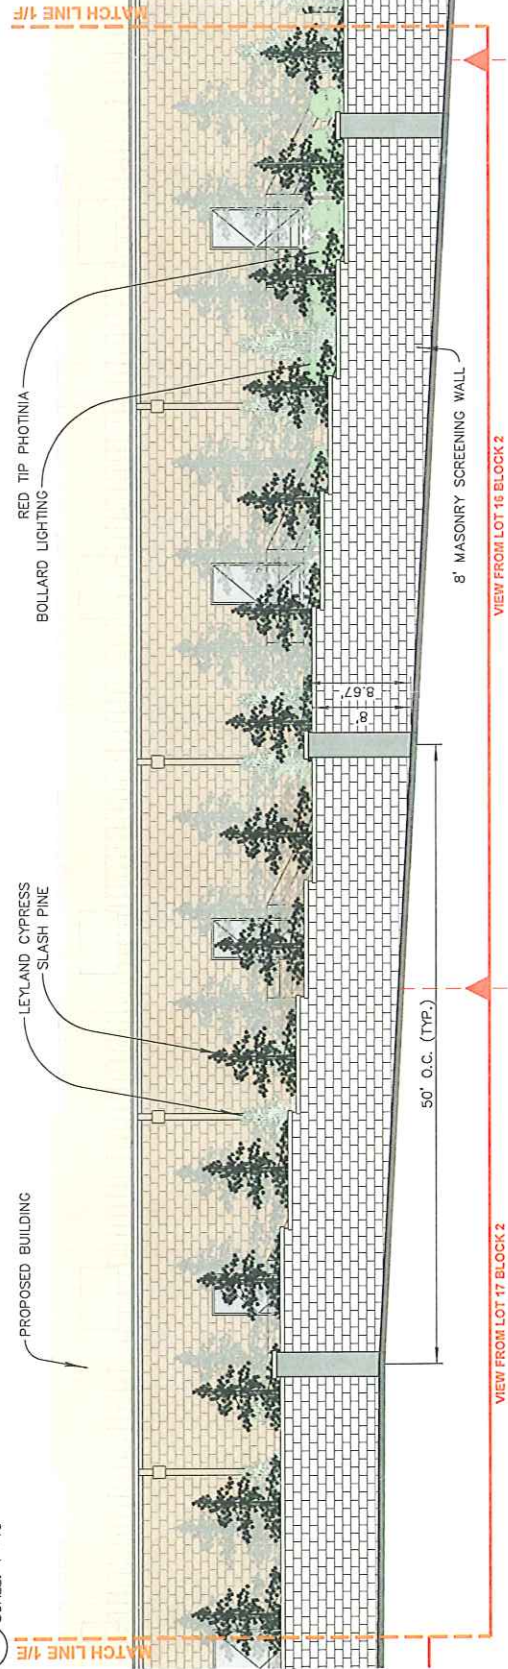 MATCH LINE 1/E
PROPOSED BUILDING
LEYLAND CYPRESS
SLASH PINE
RED TIP PHOTINIA
BOLLARD LIGHTING
MATCH LINE 1/F
8'
8.67'
50' O.C. (TYP.)
8' MASONRY SCREENING WALL
VIEW FROM LOT 17 BLOCK 2
VIEW FROM LOT 16 BLOCK 2